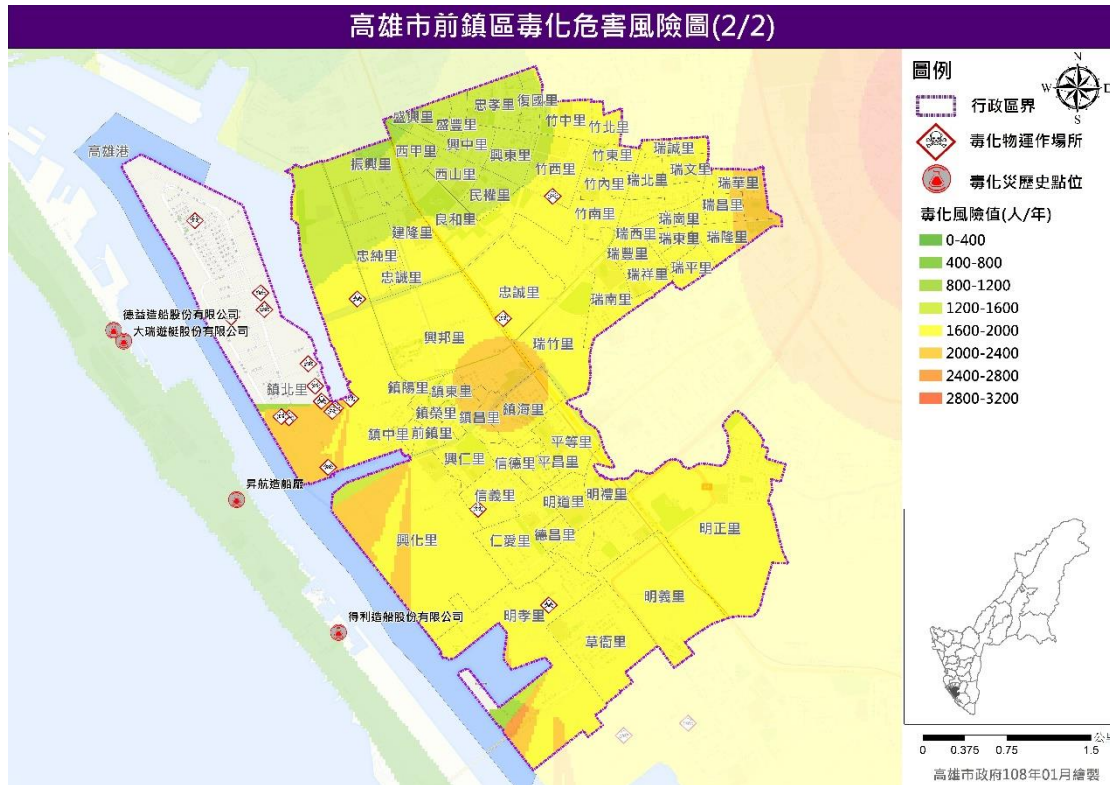 高雄市前鎮區毒化危害風險圖(2/2)
圖例
N
W
S
行政區界
毒化物運作場所
毒化災歷史點位
毒化風險值(人/年)
0-400
400-800
800-1200
1200-1600
1600-2000
2000-2400
2400-2800
2800-3200
高雄港
忠孝里
復國里
盛興里
盛豐里
竹中里
竹北里
興中里
西甲里
興東里
竹東里
瑞誠里
振興里
西山里
竹西里
瑞文里
竹內里
瑞北里
瑞華里
民權里
瑞昌里
良和里
竹南里
瑞崗里
建隆里
瑞西里
瑞東里
瑞隆里
忠純里
瑞豐里
忠誠里
瑞祥里
瑞平里
忠誠里
瑞南里
德益造船股份有限公司
大瑞遊艇股份有限公司
興邦里
瑞竹里
鎮北里
鎮陽里
鎮東里
鎮榮里
鎮昌里
鎮海里
鎮中里
前鎮里
平等里
興仁里
信德里
平昌里
昇航造船廠
信義里
明道里
明禮里
興化里
仁愛里
德昌里
明正里
明義里
得利造船股份有限公司
明孝里
草衙里
公里
0
0.375
0.75
1.5
高雄市政府108年01月繪製